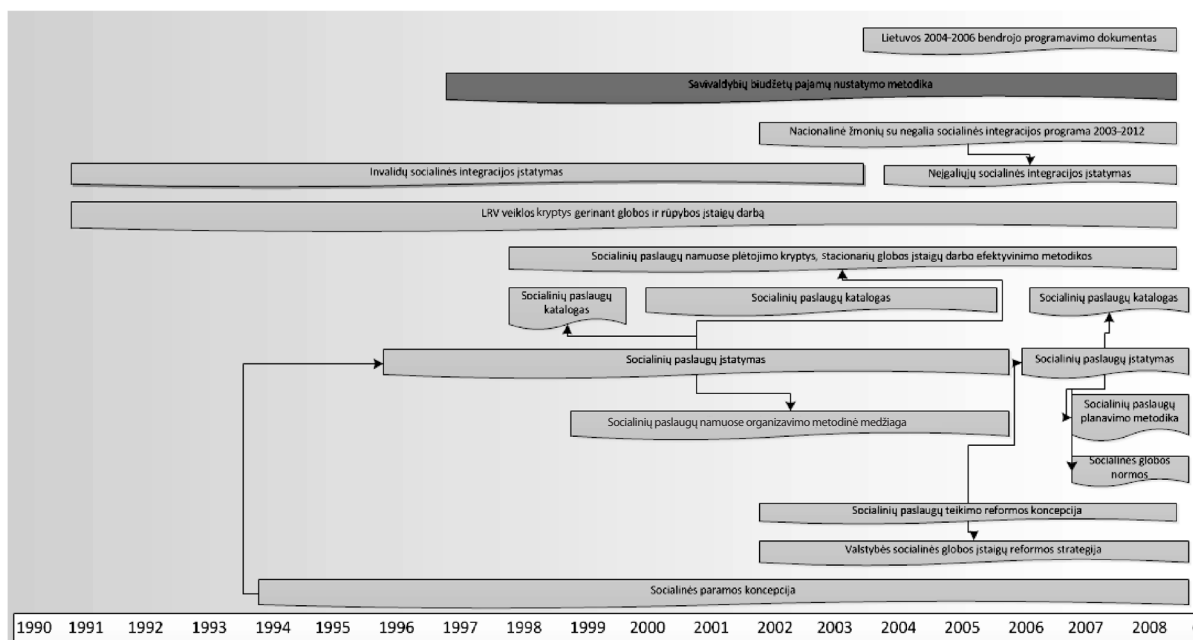 Lietuvos 2004-2006 bendrojo programavimo dokumentas
Savivaldybių biudžetų pajamų nustatymo metodika
Nacionalinė žmonių su negalia socialinės integracijos programa 2003-2012
Invalidų socialinės integracijos įstatymas
Neįgaliųjų socialinės integracijos įstatymas
LRV veiklos kryptys gerinant globos ir rūpybos įstaigų darbą
Socialinių paslaugų namuose plėtojimo kryptys, stacionarių globos įstaigų darbo efektyvinimo metodikos
Socialinių paslaugų
katalogas
Socialinių paslaugų katalogas
Socialinių paslaugų katalogas
Socialinių paslaugų įstatymas
Socialinių paslaugų įstatymas
Socialinių paslaugų
planavimo metodika
Socialinių paslaugų namuose organizavimo metodinė medžiaga
Socialinės globos
normos
Socialinių paslaugų teikimo reformos koncepcija
Valstybės socialinės globos įstaigų reformos strategija
Socialinės paramos koncepcija
1990 1991 1992 1993 1994 1995 1996 1997 1998 1999 2000 2001 2002 2003 2004 2005 2006 2007 2008